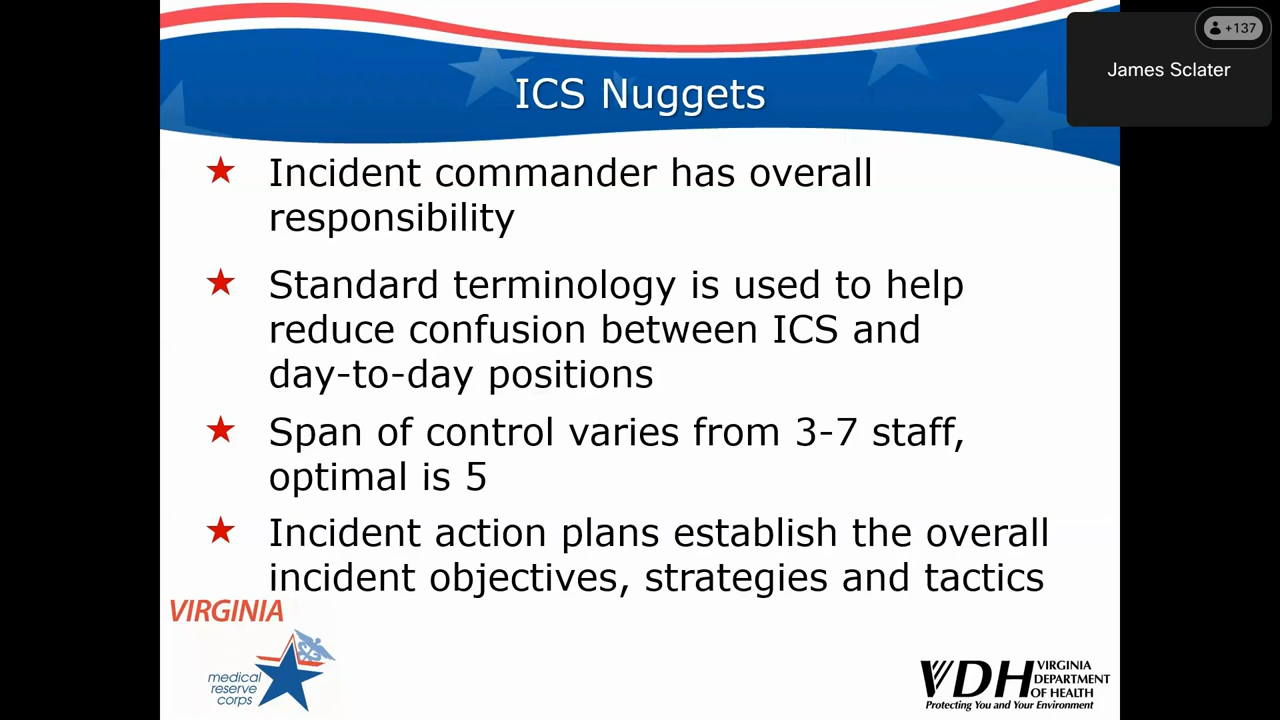 +137
James Sclater
ICS Nuggets
Incident commander has overall
responsibility
Standard terminology is used to help
reduce confusion between ICS and
day-to-day positions
Span of control varies from 3-7 staff,
optimal is 5
Incident action plans establish the overall
incident objectives, strategies and tactics
VIRGINIA
medical
reserve
corps
VDH
VIRGINIA
DEPARTMENT
OF HEALTH
Protecting You and Your Environment